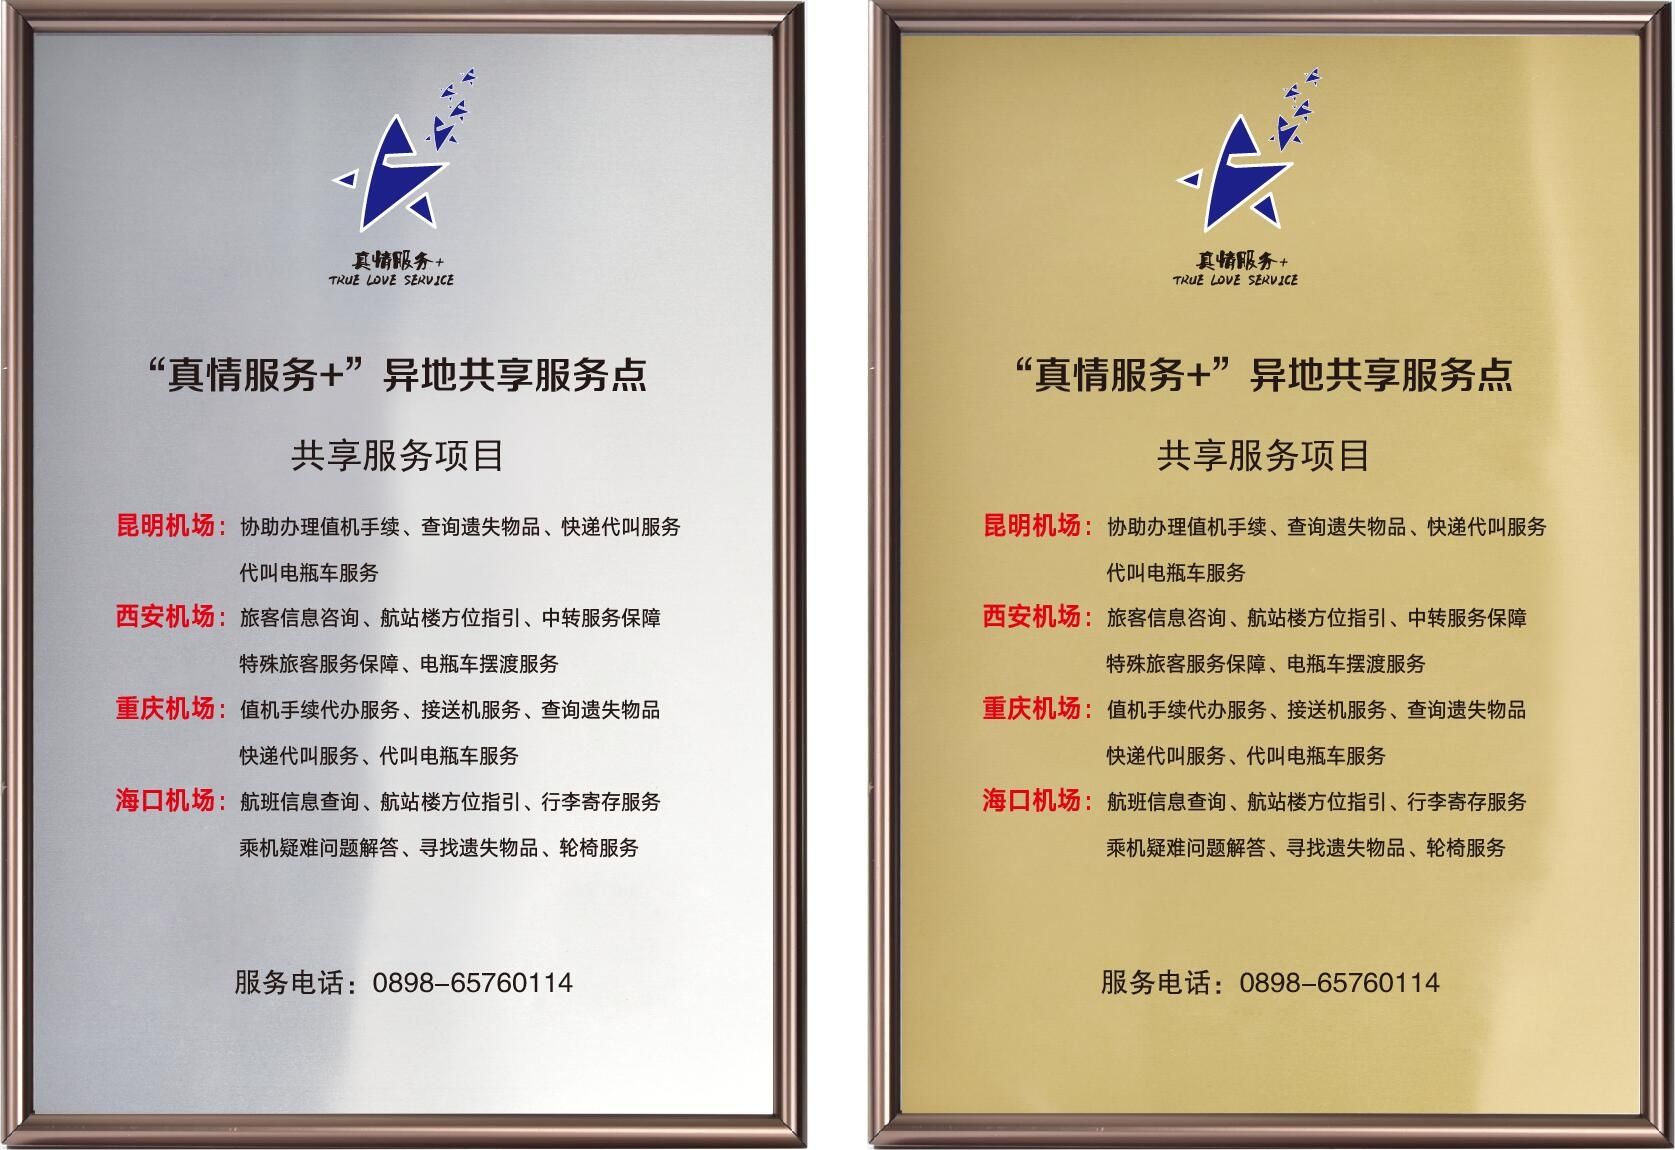 真情服务+
TRUE LOVE SERVICE
“真情服务+”异地共享服务点
共享服务项目
昆明机场：协助办理值机手续、查询遗失物品、快递代叫服务
代叫电瓶车服务
西安机场：旅客信息咨询、航站楼方位指引、中转服务保障
特殊旅客服务保障、电瓶车摆渡服务
重庆机场：值机手续代办服务、接送机服务、查询遗失物品
快递代叫服务、代叫电瓶车服务
海口机场：航班信息查询、航站楼方位指引、行李寄存服务
乘机疑难问题解答、寻找遗失物品、轮椅服务
服务电话：0898-65760114
真情服务+
TRUE LOVE SERVICE
“真情服务+”异地共享服务点
共享服务项目
昆明机场：协助办理值机手续、查询遗失物品、快递代叫服务
代叫电瓶车服务
西安机场：旅客信息咨询、航站楼方位指引、中转服务保障
特殊旅客服务保障、电瓶车摆渡服务
重庆机场：值机手续代办服务、接送机服务、查询遗失物品
快递代叫服务、代叫电瓶车服务
海口机场：航班信息查询、航站楼方位指引、行李寄存服务
乘机疑难问题解答、寻找遗失物品、轮椅服务
服务电话：0898-65760114